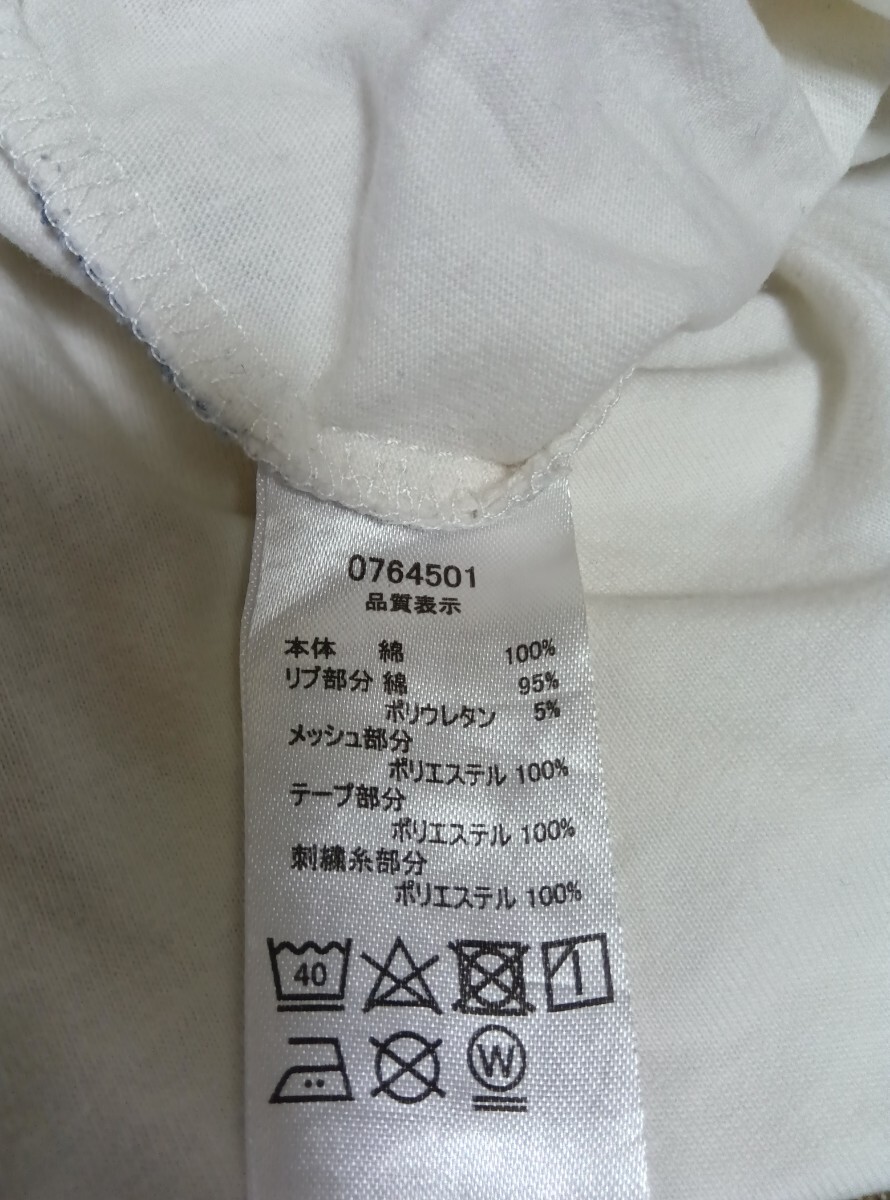 0764501
品質表示
本体 綿 100%
リブ部分 綿 95%
ポリウレタン 5%
メッシュ部分
ポリエステル 100%
テープ部分
ポリエステル 100%
刺繍糸部分
ポリエステル 100%
40
W